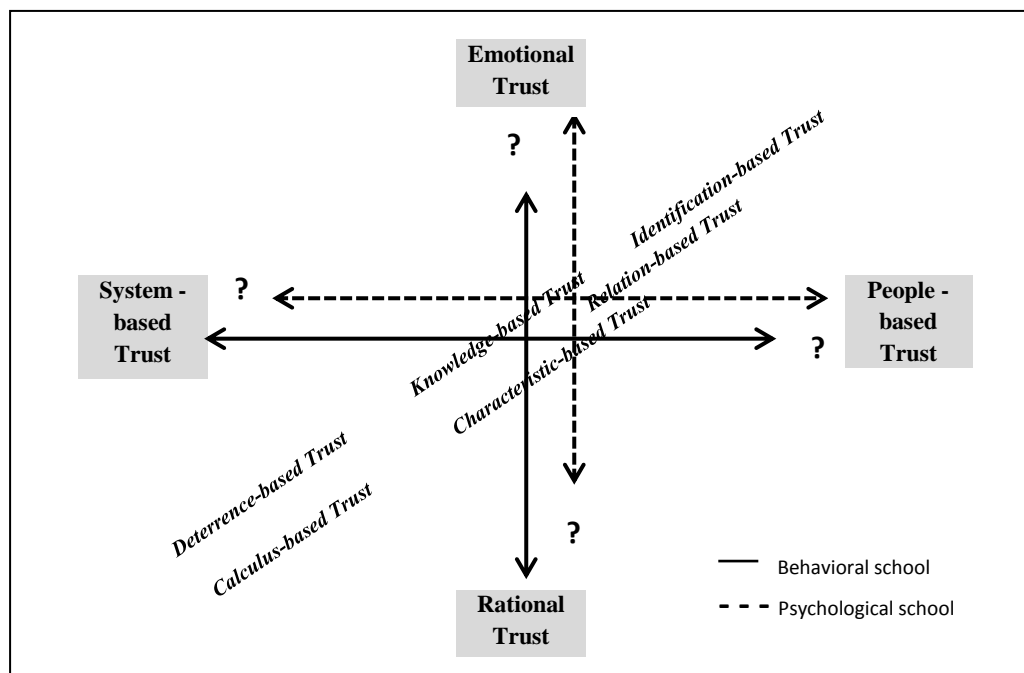 Emotional
Trust
?
Identification-based Trust
Relation-based Trust
System -
based
Trust
?
People -
based
Trust
?
Knowledge-based Trust
Characteristic-based Trust
Deterrence-based Trust
Calculus-based Trust
?
Rational
Trust
Behavioral school
Psychological school